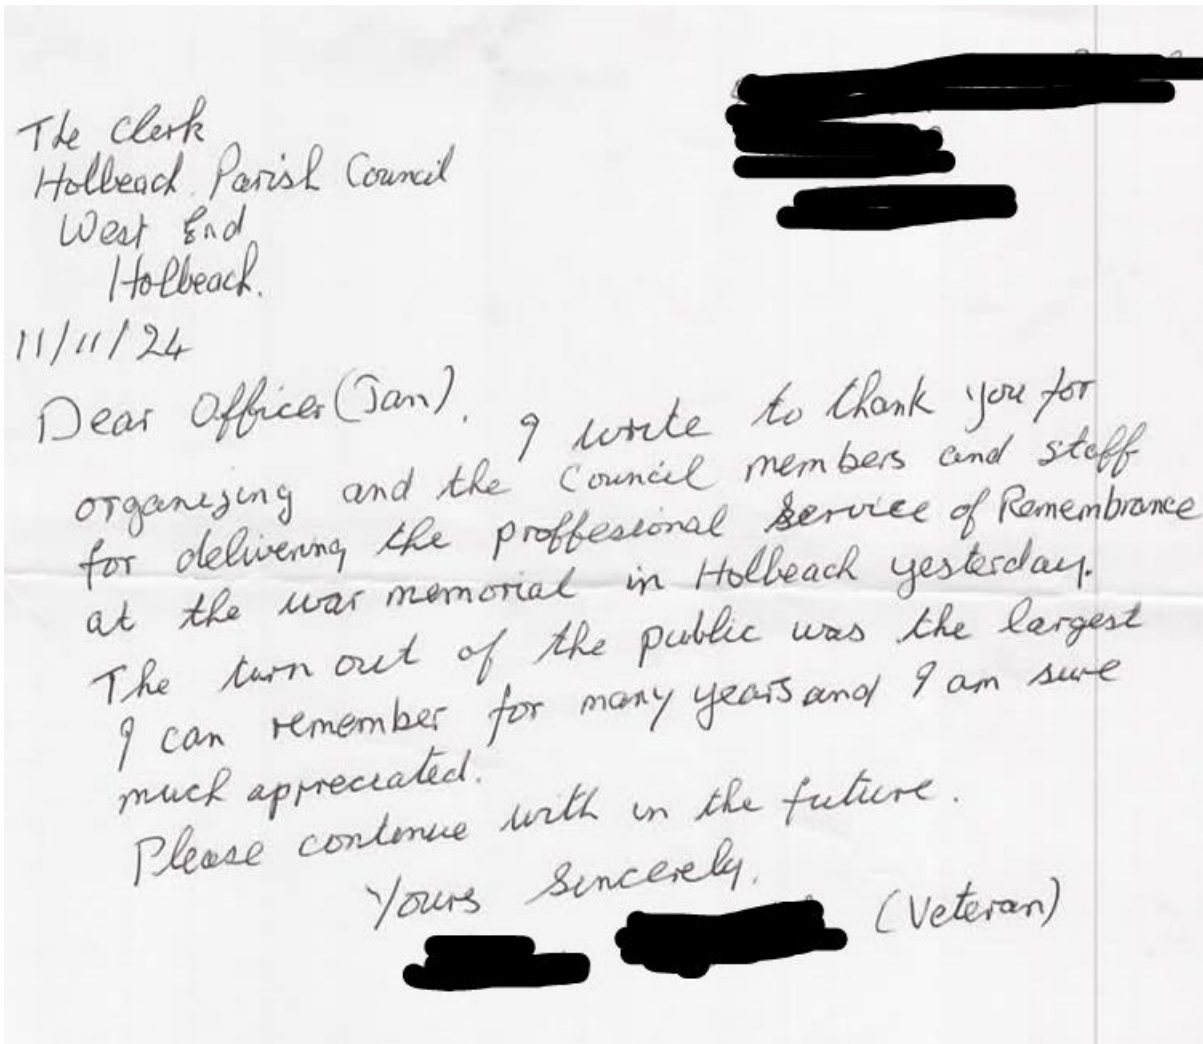 The Clerk
Holbeach Parish Council
West End
Holbeach.
11/11/24
Dear Officer (Jan).
I write to thank you for
organizing and the Council members and staff
for delivering the proffesional Service of Remembrance
at the war memorial in Holbeach yesterday.
The turn out of the public was the largest
I can remember for many years and I am sure
much appreciated.
Please continue with in the future.
Yours Sincerely.
(Veteran)